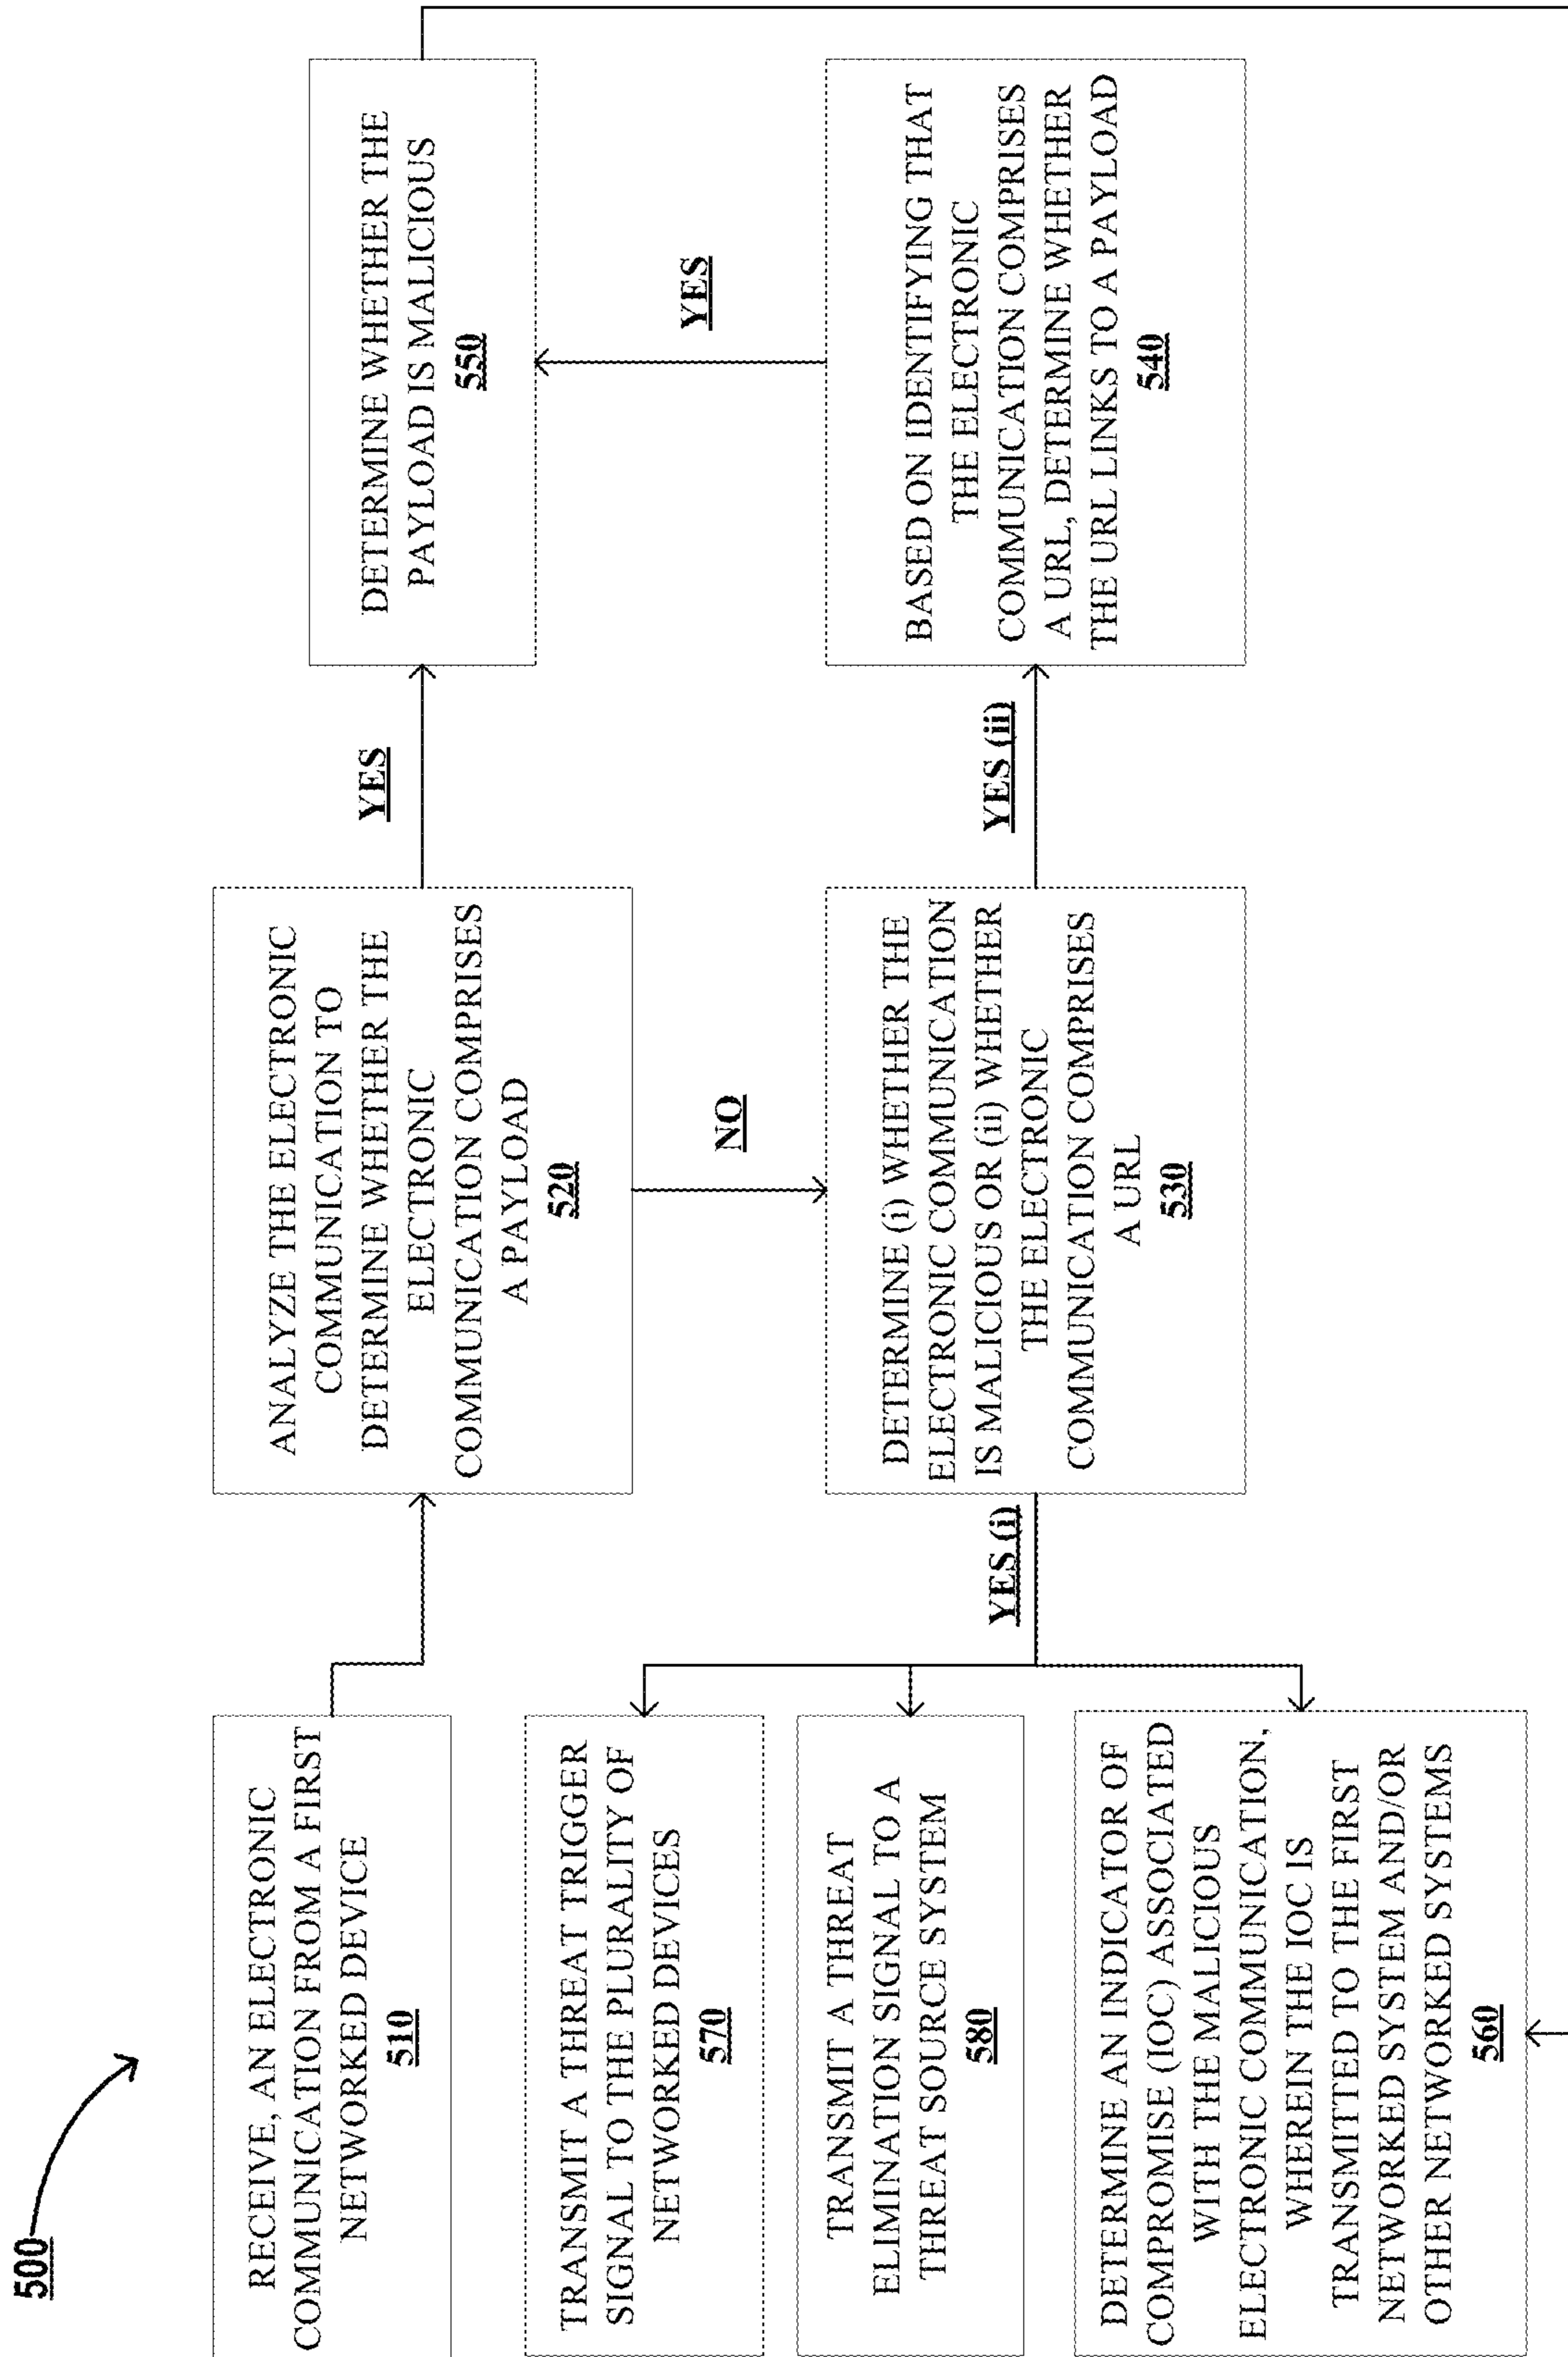 500
RECEIVE, AN ELECTRONIC
COMMUNICATION FROM A FIRST
NETWORKED DEVICE
510
ANALYZE THE ELECTRONIC
COMMUNICATION TO
DETERMINE WHETHER THE
ELECTRONIC
COMMUNICATION COMPRISES
A PAYLOAD
520
YES
DETERMINE WHETHER THE
PAYLOAD IS MALICIOUS
550
NO
YES
TRANSMIT A THREAT TRIGGER
SIGNAL TO THE PLURALITY OF
NETWORKED DEVICES
570
TRANSMIT A THREAT
ELIMINATION SIGNAL TO A
THREAT SOURCE SYSTEM
580
DETERMINE AN INDICATOR OF
COMPROMISE (IOC) ASSOCIATED
WITH THE MALICIOUS
ELECTRONIC COMMUNICATION,
WHEREIN THE IOC IS
TRANSMITTED TO THE FIRST
NETWORKED SYSTEM AND/OR
OTHER NETWORKED SYSTEMS
560
YES (i)
DETERMINE (i) WHETHER THE
ELECTRONIC COMMUNICATION
IS MALICIOUS OR (ii) WHETHER
THE ELECTRONIC
COMMUNICATION COMPRISES
A URL
530
YES (ii)
BASED ON IDENTIFYING THAT
THE ELECTRONIC
COMMUNICATION COMPRISES
A URL, DETERMINE WHETHER
THE URL LINKS TO A PAYLOAD
540